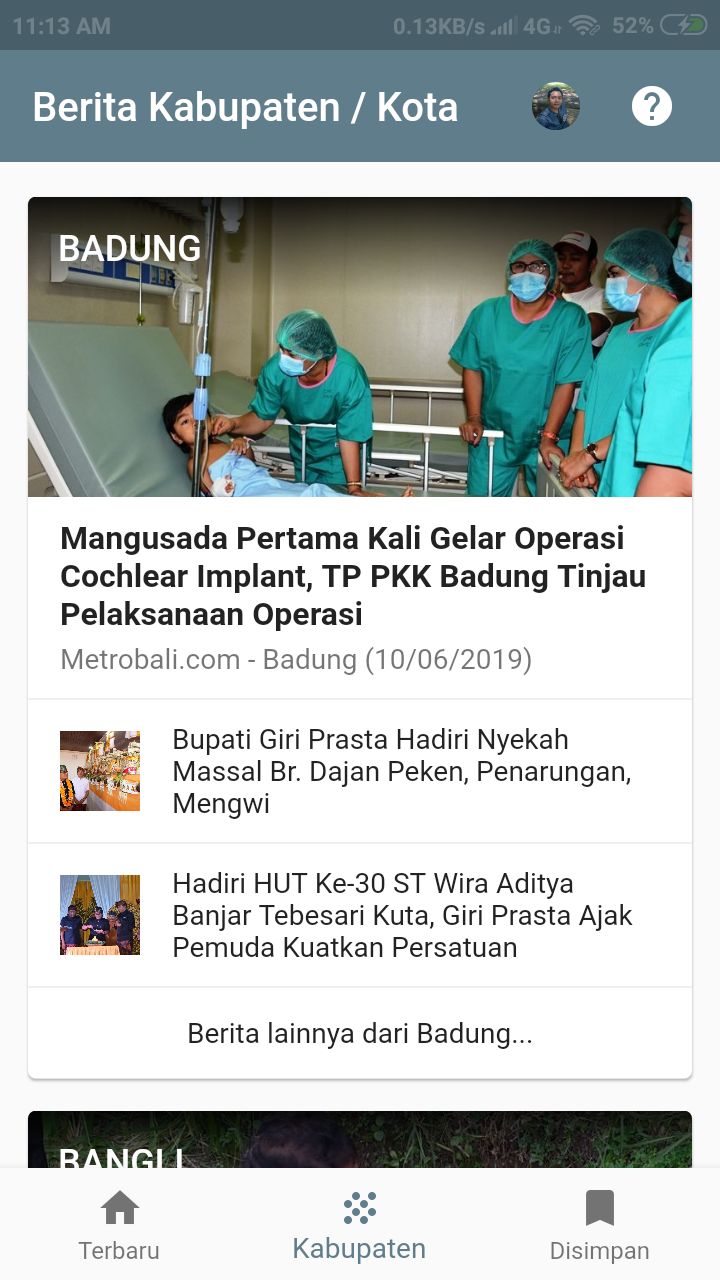 11:13 AM
0.13KB/s
4G
52%
Berita Kabupaten / Kota
BADUNG
Mangusada Pertama Kali Gelar Operasi
Cochlear Implant, TP PKK Badung Tinjau
Pelaksanaan Operasi
Metrobali.com - Badung (10/06/2019)
Bupati Giri Prasta Hadiri Nyekah
Massal Br. Dajan Peken, Penarungan,
Mengwi
Hadiri HUT Ke-30 ST Wira Aditya
Banjar Tebesari Kuta, Giri Prasta Ajak
Pemuda Kuatkan Persatuan
Berita lainnya dari Badung...
BANGLI
Terbaru
Kabupaten
Disimpan